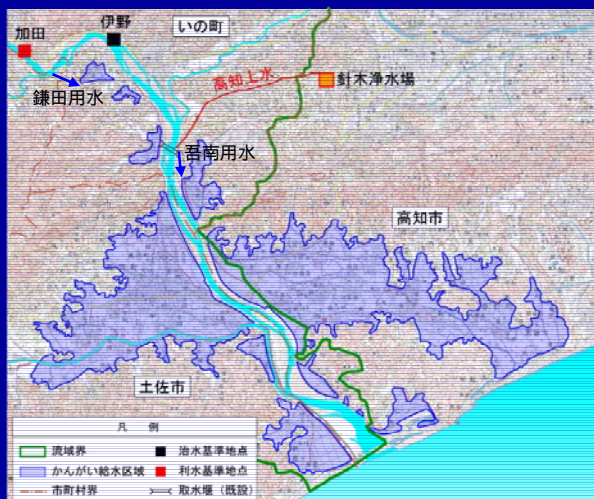 いの町
伊野
加田
高知上水
針木浄水場
鎌田用水
吾南用水
高知市
土佐市
凡 例
流域界
治水基準地点
かんがい給水区域
利水基準地点
市町村界
取水堰（既設）